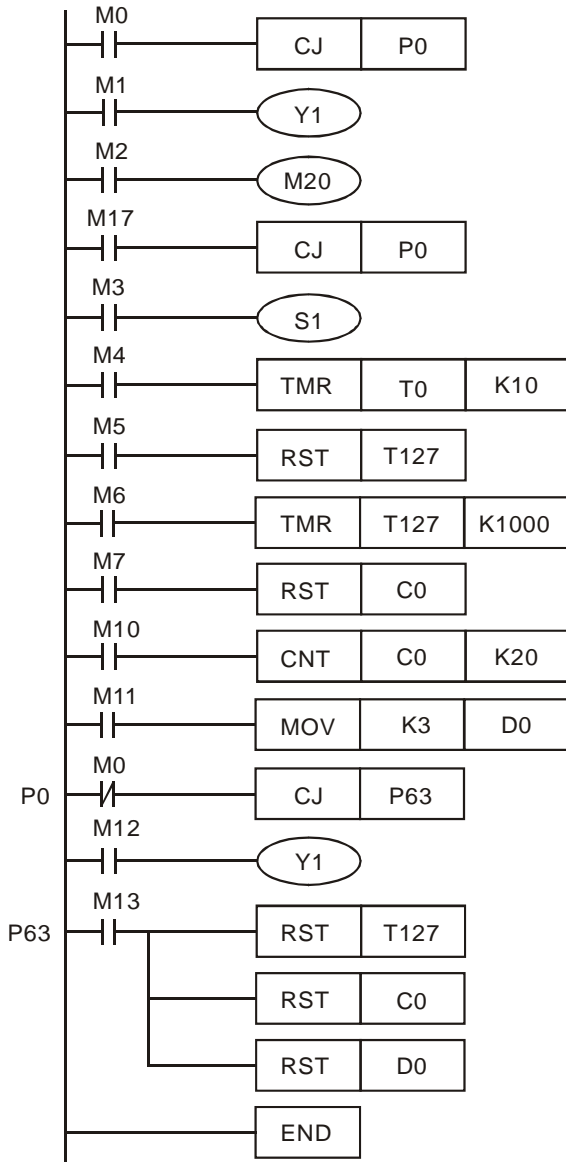 M0
CJ P0
M1
Y1
M2
M20
M17
CJ P0
M3
S1
M4
TMR T0 K10
M5
RST T127
M6
TMR T127 K1000
M7
RST C0
M10
CNT C0 K20
M11
MOV K3 D0
M0
P0 CJ P63
M12
Y1
M13
P63 RST T127
RST C0
RST D0
END